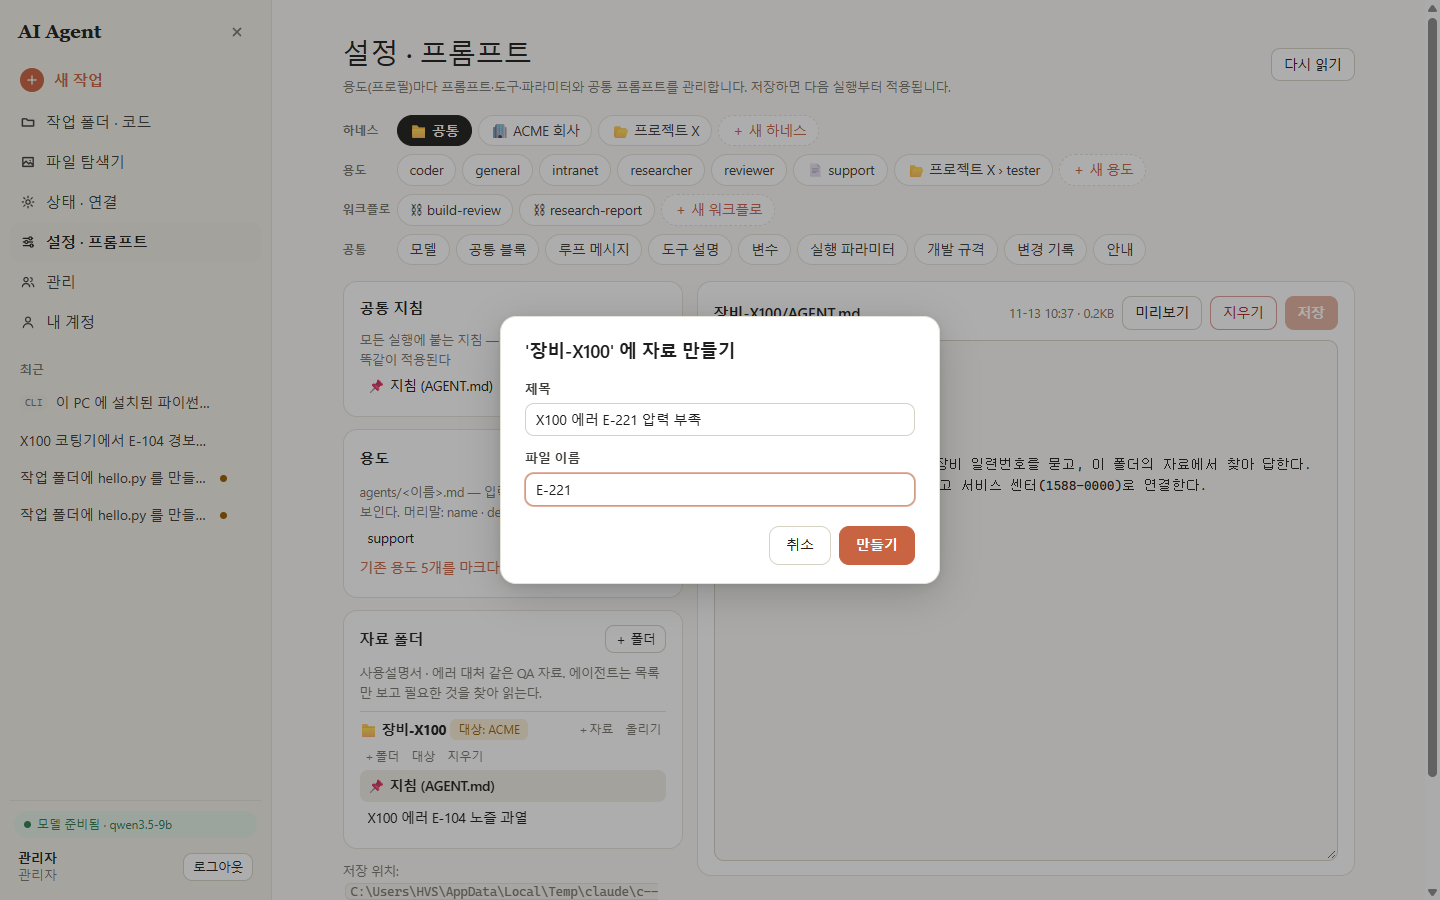 AI Agent
새 작업
작업 폴더 · 코드
파일 탐색기
상태 · 연결
설정 · 프롬프트
관리
내 계정
최근
CLI 이 PC 에 설치된 파이썬...
X100 코팅기에서 E-104 경보...
작업 폴더에 hello.py 를 만들...
작업 폴더에 hello.py 를 만들...
모델 준비됨 · qwen3.5-9b
관리자
관리자
로그아웃
설정 · 프롬프트
용도(프로필)마다 프롬프트·도구·파라미터와 공통 프롬프트를 관리합니다. 저장하면 다음 실행부터 적용됩니다.
다시 읽기
하네스 공통 ACME 회사 프로젝트 X + 새 하네스
용도 coder general intranet researcher reviewer support 프로젝트 X › tester + 새 용도
워크플로 build-review research-report + 새 워크플로
공통 모델 공통 블록 루프 메시지 도구 설명 변수 실행 파라미터 개발 규격 변경 기록 안내
공통 지침
모든 실행에 붙는 지침 —
똑같이 적용된다
지침 (AGENT.md)
용도
agents/<이름>.md —
보인다. 머리말: name ·
support
기존 용도 5개를
자료 폴더
+ 폴더
사용설명서 · 에러 대처 같은 QA 자료. 에이전트는 목록
만 보고 필요한 것을 찾아 읽는다.
장비-X100 대상: ACME + 자료 올리기
+ 폴더 대상 지우기
지침 (AGENT.md)
X100 에러 E-104 노즐 과열
저장 위치:
C:\Users\HVS\AppData\Local\Temp\claude\c--
장비-X100/AGENT.md
11-13 10:37 · 0.2KB
미리보기
지우기
저장
장비 일련번호를 묻고, 이 폴더의 자료에서 찾아 답한다.
고 서비스 센터(1588-0000)로 연결한다.
'장비-X100' 에 자료 만들기
제목
X100 에러 E-221 압력 부족
파일 이름
E-221
취소
만들기